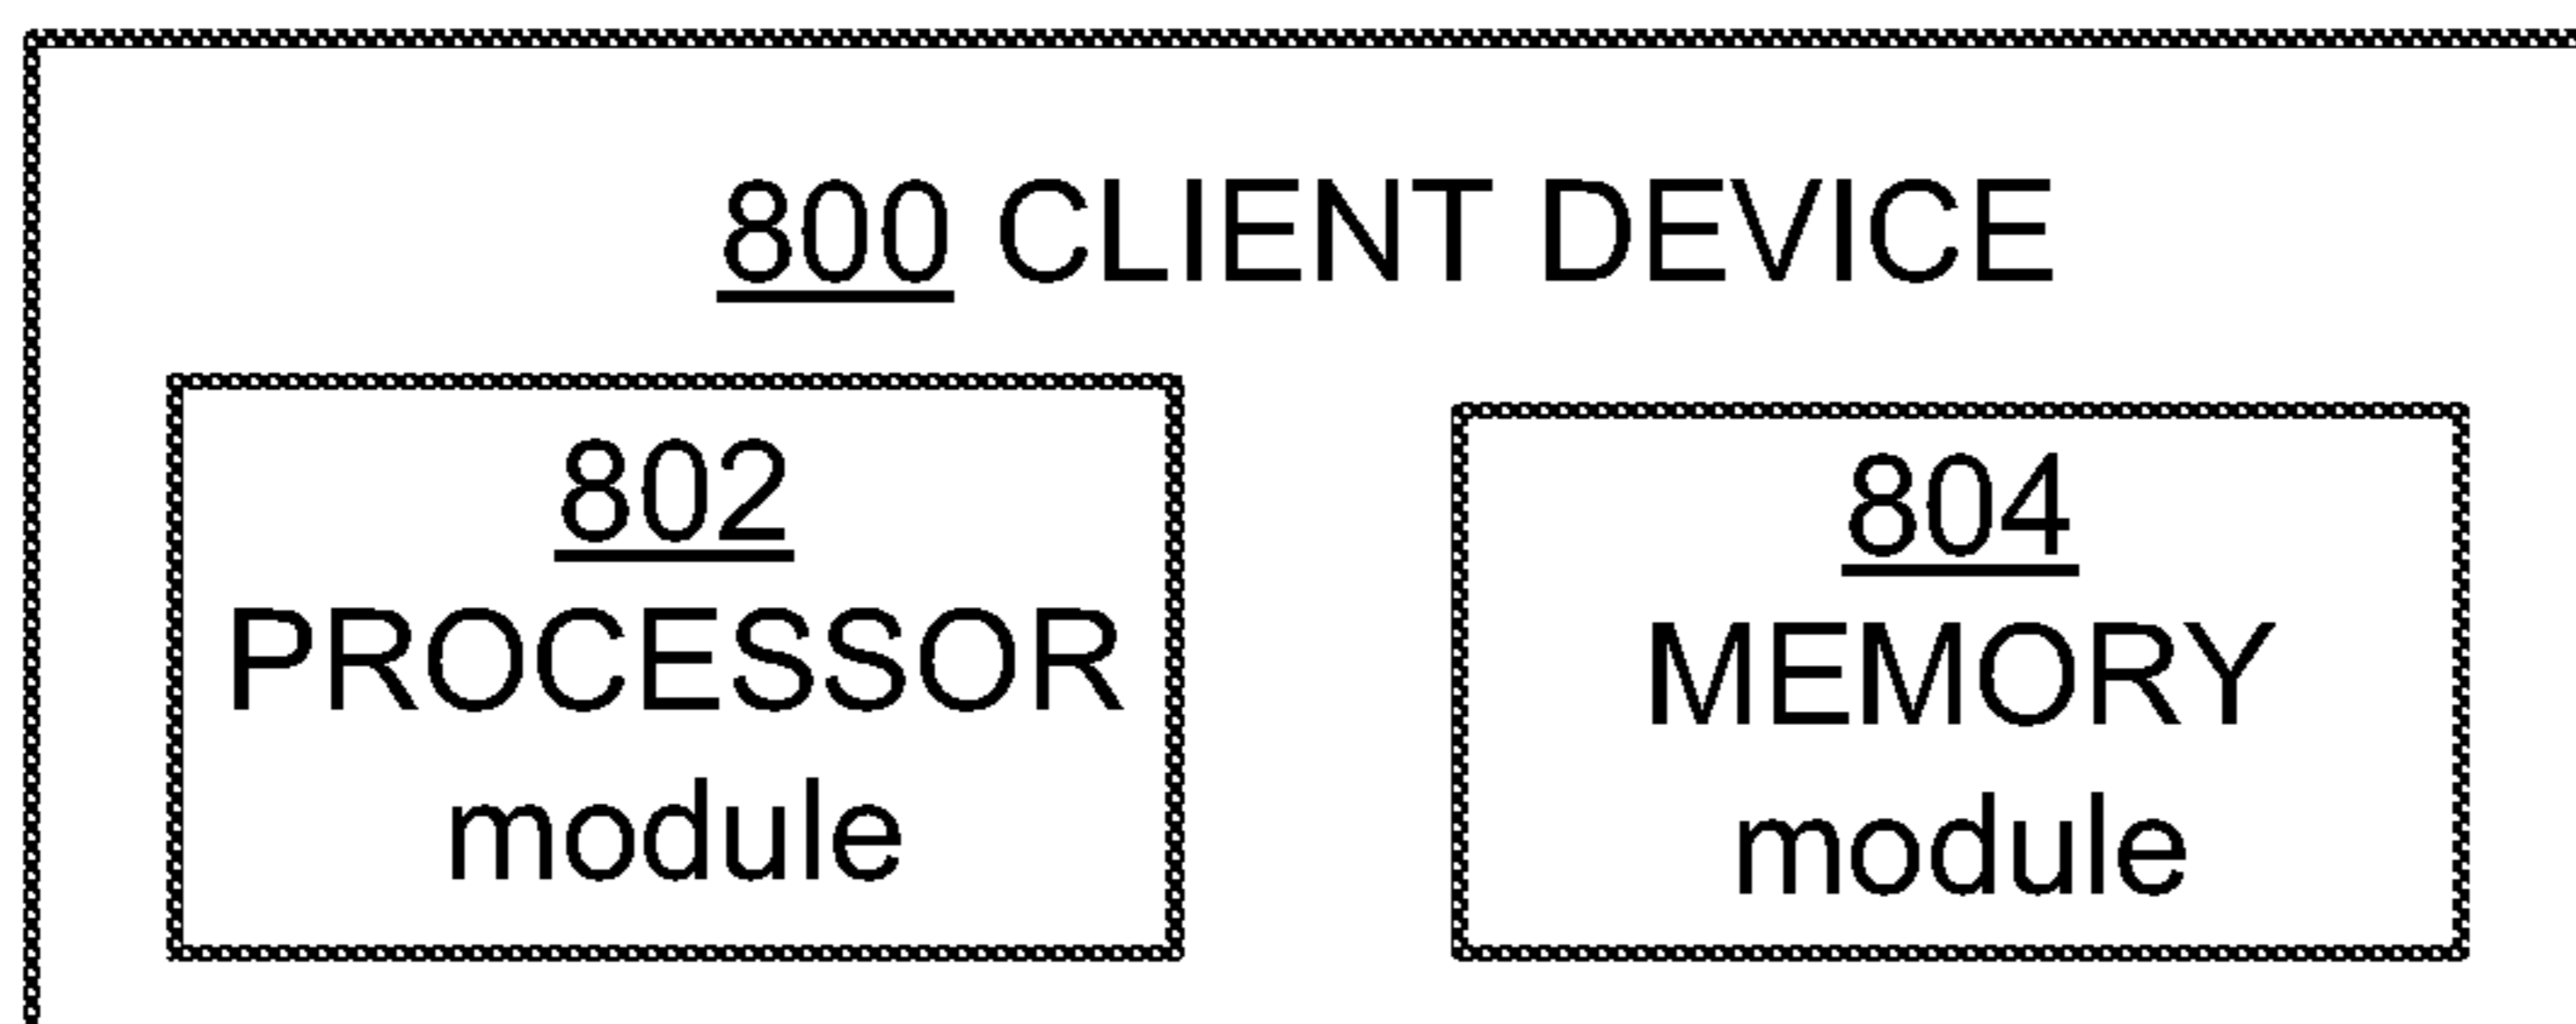 800 CLIENT DEVICE
802
PROCESSOR
module
804
MEMORY
module